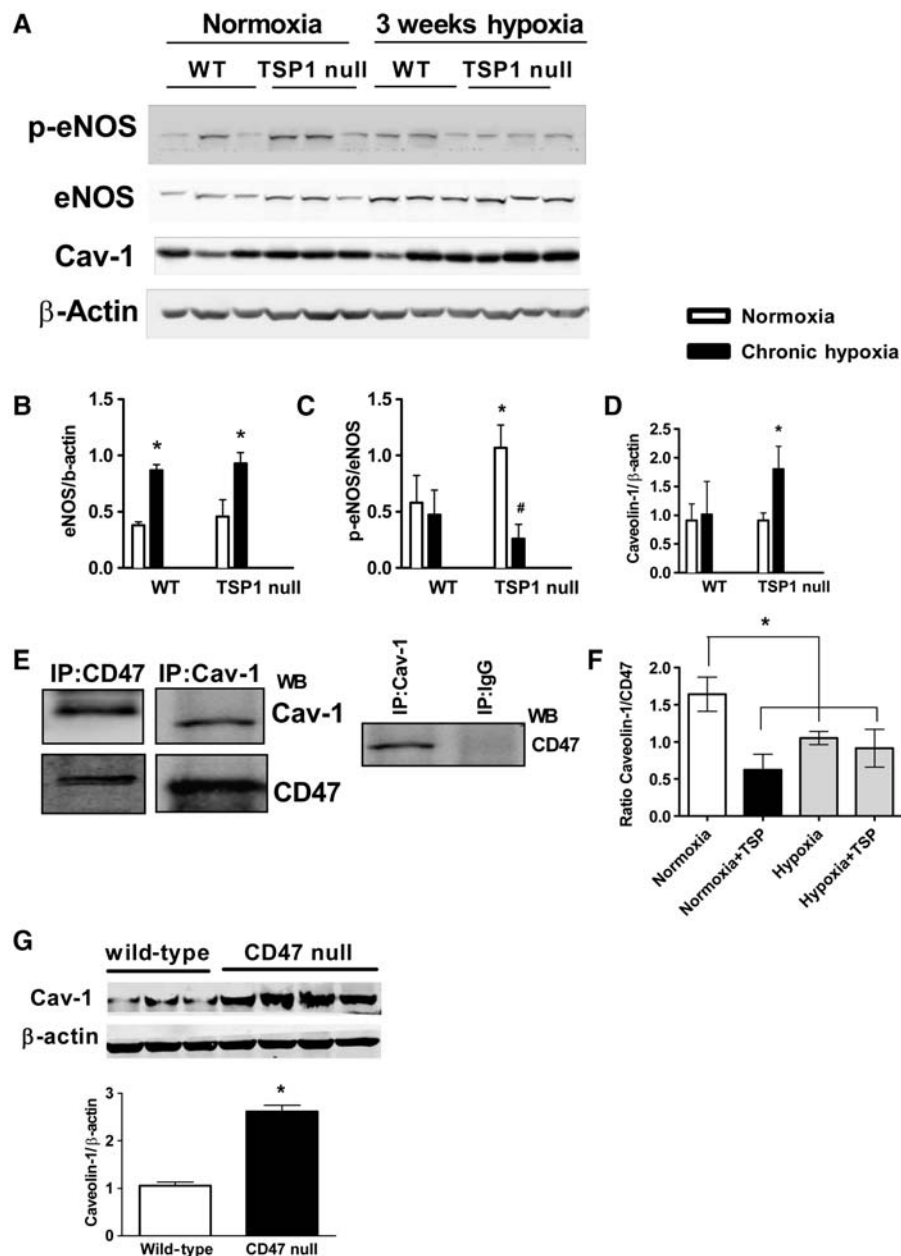 A
Normoxia 3 weeks hypoxia
WT TSP1 null WT TSP1 null
p-eNOS
eNOS
Cav-1
β-Actin
Normoxia
Chronic hypoxia
B
eNOS/b-actin
1.5
1.0
0.5
0.0
*
*
WT TSP1 null
C
p-eNOS/eNOS
1.5
1.0
0.5
0.0
*
#
WT TSP1 null
D
Caveolin-1/β-actin
2.5
2.0
1.5
1.0
0.5
0.0
*
WT TSP1 null
E
IP:CD47 IP:Cav-1
WB
Cav-1
CD47
IP:Cav-1
IP:IgG
WB
CD47
F
Ratio Caveolin-1/CD47
2.0
1.5
1.0
0.5
0.0
*
Normoxia
Normoxia+TSP
Hypoxia
Hypoxia+TSP
G
wild-type CD47 null
Cav-1
β-actin
Caveolin-1/β-actin
3
2
1
0
*
Wild-type CD47 null